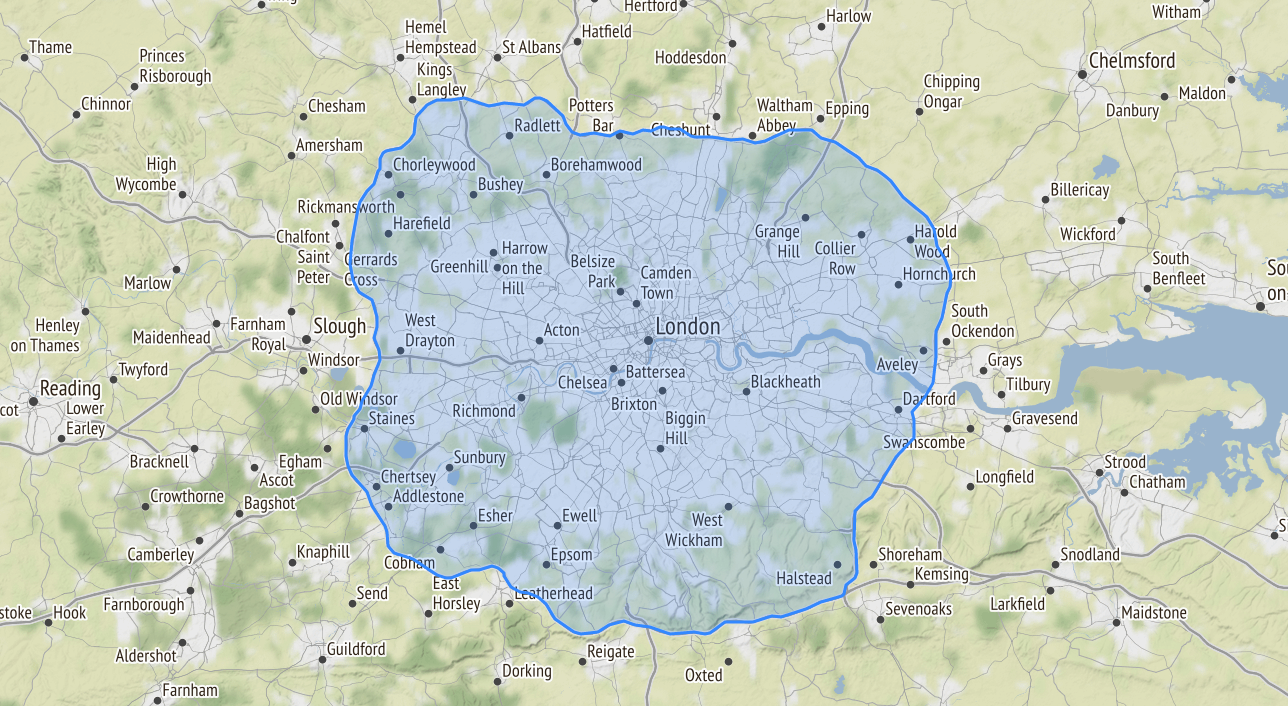 Hertford
Harlow
Witham
Thame
Princes
Risborough
Hemel
Hempstead
St Albans
Hatfield
Hoddesdon
Chelmsford
Kings
Langley
Chinnor
Chesham
Potters
Bar
Cheshunt
Waltham
Abbey
Epping
Chipping
Ongar
Danbury
Maldon
Radlett
Amersham
High
Wycombe
Chorleywood
Borehamwood
Bushey
Billericay
Rickmansworth
Harefield
Wickford
Chalfont
Saint
Peter
Gerrards
Cross
Greenhill
Harrow
on the
Hill
Belsize
Park
Camden
Town
Grange
Hill
Collier
Row
Harold
Wood
Hornchurch
South
Benfleet
Marlow
Henley
on Thames
Maidenhead
Farnham
Royal
Slough
West
Drayton
Acton
London
South
Ockendon
Windsor
Aveley
Grays
Tilbury
Twyford
Reading
Lower
Earley
Old Windsor
Staines
Richmond
Chelsea
Battersea
Brixton
Blackheath
Dartford
Gravesend
Swanscombe
Biggin
Hill
Bracknell
Ascot
Egham
Sunbury
Chertsey
Addlestone
Longfield
Strood
Chatham
Crowthorne
Bagshot
Esher
Ewell
West
Wickham
Camberley
Knaphill
Cobham
Epsom
Halstead
Shoreham
Kemsing
Snodland
Hook
Farnborough
Send
East
Horsley
Leatherhead
Sevenoaks
Larkfield
Maidstone
Aldershot
Guildford
Reigate
Dorking
Oxted
Farnham